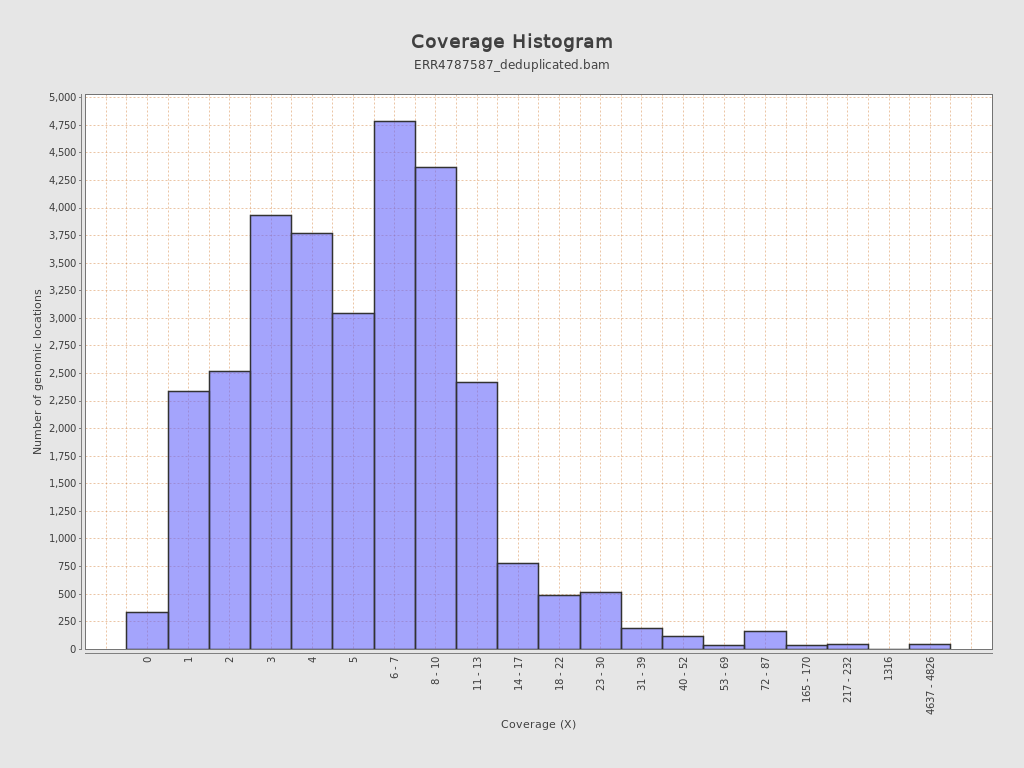 Coverage Histogram
ERR4787587_deduplicated.bam
Number of genomic locations
5,000
4,750
4,500
4,250
4,000
3,750
3,500
3,250
3,000
2,750
2,500
2,250
2,000
1,750
1,500
1,250
1,000
750
500
250
0
0
1
2
3
4
5
6 - 7
8 - 10
11 - 13
14 - 17
18 - 22
23 - 30
31 - 39
40 - 52
53 - 69
72 - 87
165 - 170
217 - 232
1316
4637 - 4826
Coverage (X)